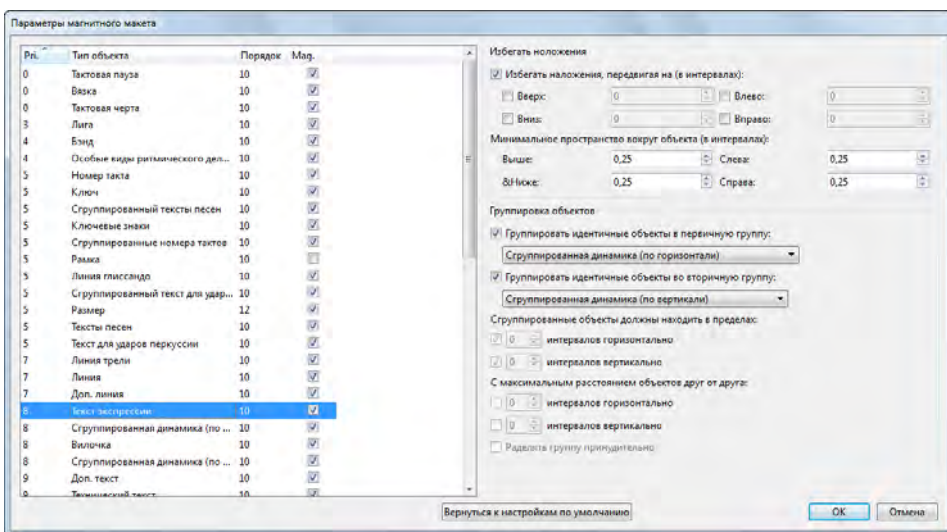 Параметры магнитного макета
Pri. Тип объекта Порядок Mag.
0 Тактовая пауза 10
0 Вязка 10
0 Тактовая черта 10
3 Лига 10
4 Бэнд 10
4 Особые виды ритмического дел... 10
5 Номер такта 10
5 Ключ 10
5 Сгруппированный тексты песен 10
5 Ключевые знаки 10
5 Сгруппированные номера тактов 10
5 Рамка 10
5 Линия глиссандо 10
5 Сгруппированный текст для удар... 10
5 Размер 12
5 Тексты песен 10
5 Текст для ударов перкуссии 10
7 Линия трели 10
7 Линия 10
7 Доп. линия 10
8 Текст экспрессии 10
8 Сгруппированная динамика (по ... 10
8 Вилочка 10
8 Сгруппированная динамика (по ... 10
9 Доп. текст 10
9 Технический текст 10
Избегать наложения
Избегать наложения, передвигая на (в интервалах):
Вверх: 0 Влево: 0
Вниз: 0 Вправо: 0
Минимальное пространство вокруг объекта (в интервалах):
Выше: 0,25 Слева: 0,25
&Ниже: 0,25 Справа: 0,25
Группировка объектов
Группировать идентичные объекты в первичную группу:
Сгруппированная динамика (по горизонтали)
Группировать идентичные объекты во вторичную группу:
Сгруппированная динамика (по вертикали)
Сгруппированные объекты должны находить в пределах:
0 интервалов горизонтально
0 интервалов вертикально
С максимальным расстоянием объектов друг от друга:
0 интервалов горизонтально
0 интервалов вертикально
Раделять группу принудительно
Вернуться к настройкам по умолчанию
OK Отмена